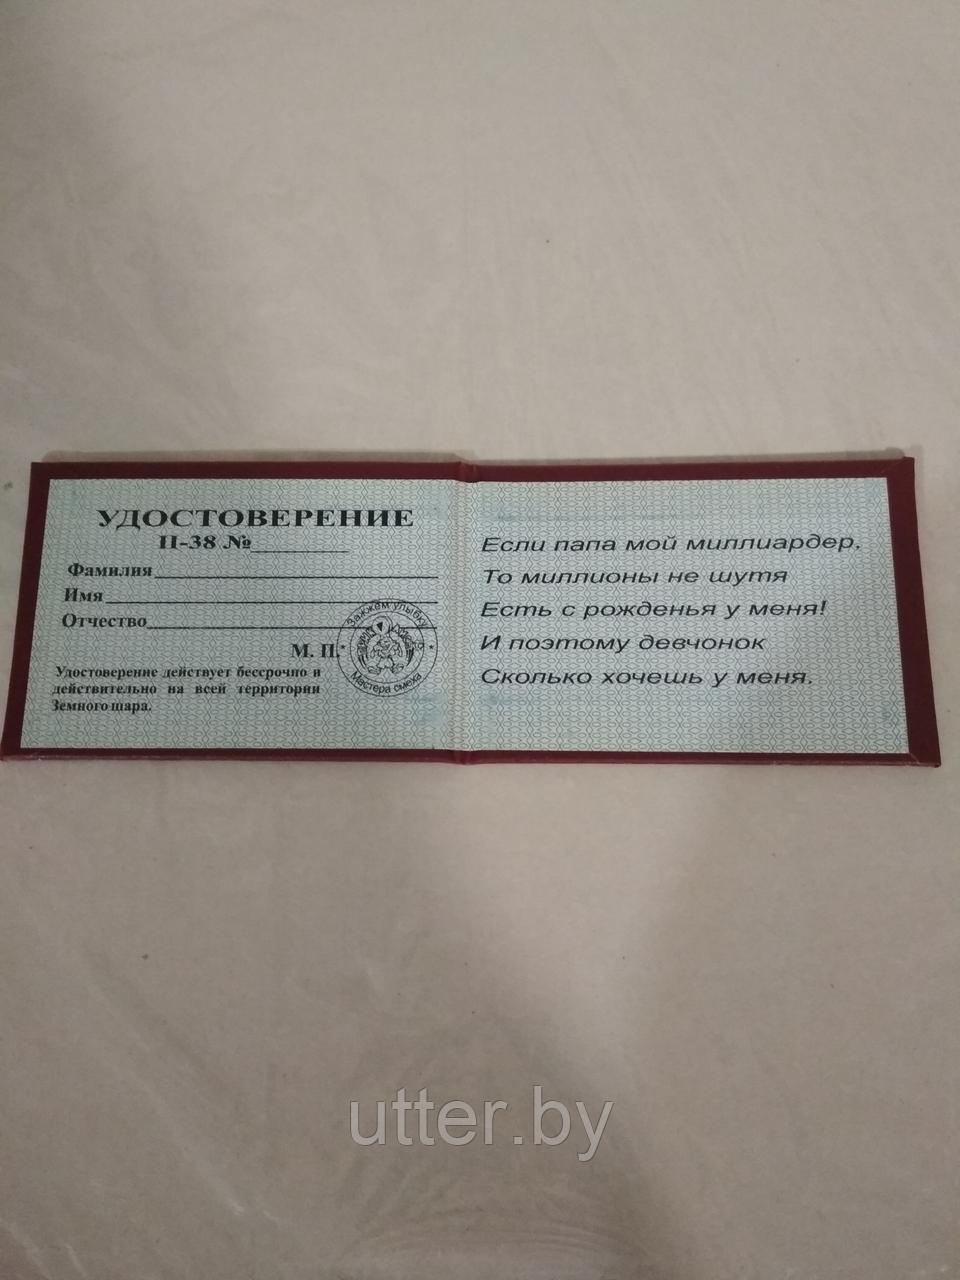 УДОСТОВЕРЕНИЕ
П-38 №
Фамилия
Имя
Отчество
М. П.
Зажжём улыбку
Мастера смеха
Удостоверение действует бессрочно и
действительно на всей территории
Земного шара.
Если папа мой миллиардер,
То миллионы не шутя
Есть с рожденья у меня!
И поэтому девчонок
Сколько хочешь у меня.
utter.by